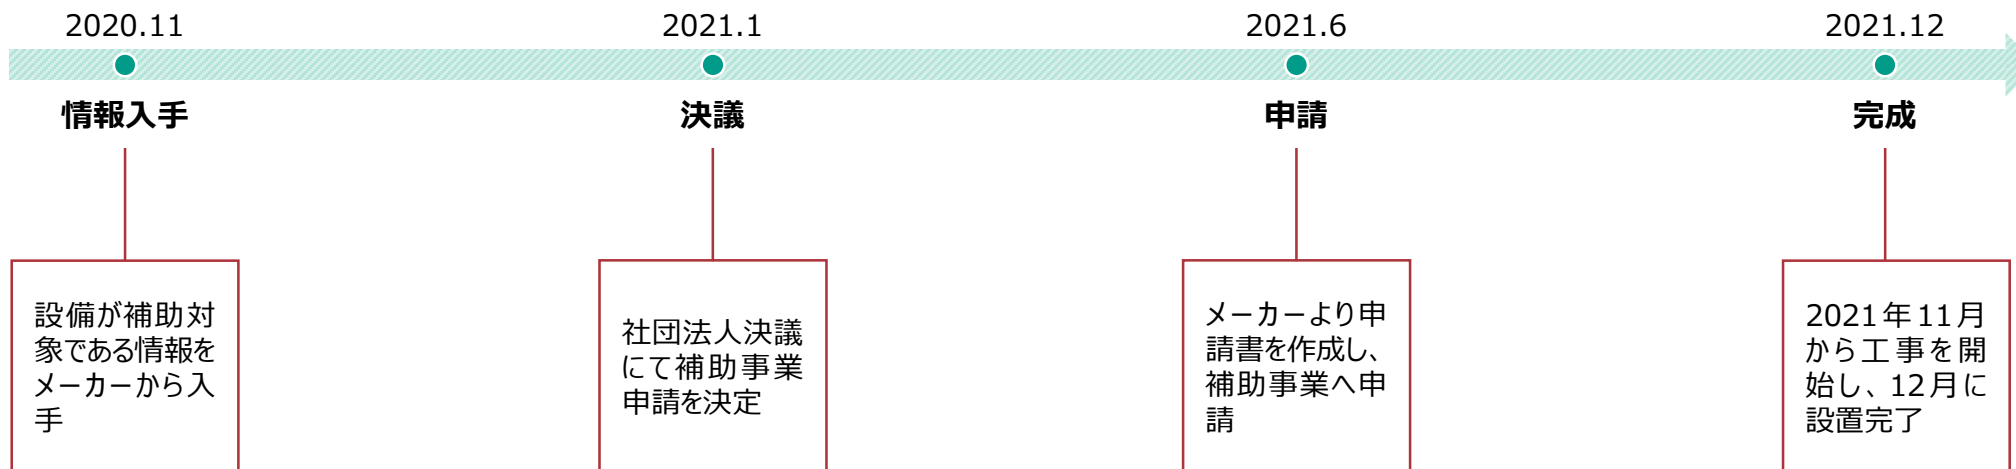 2020.11
2021.1
2021.6
2021.12
情報入手
決議
申請
完成
設備が補助対
象である情報を
メーカーから入
手
社団法人決議
にて補助事業
申請を決定
メーカーより申
請書を作成し、
補助事業へ申
請
2021年11月
から工事を開
始し、12月に
設置完了